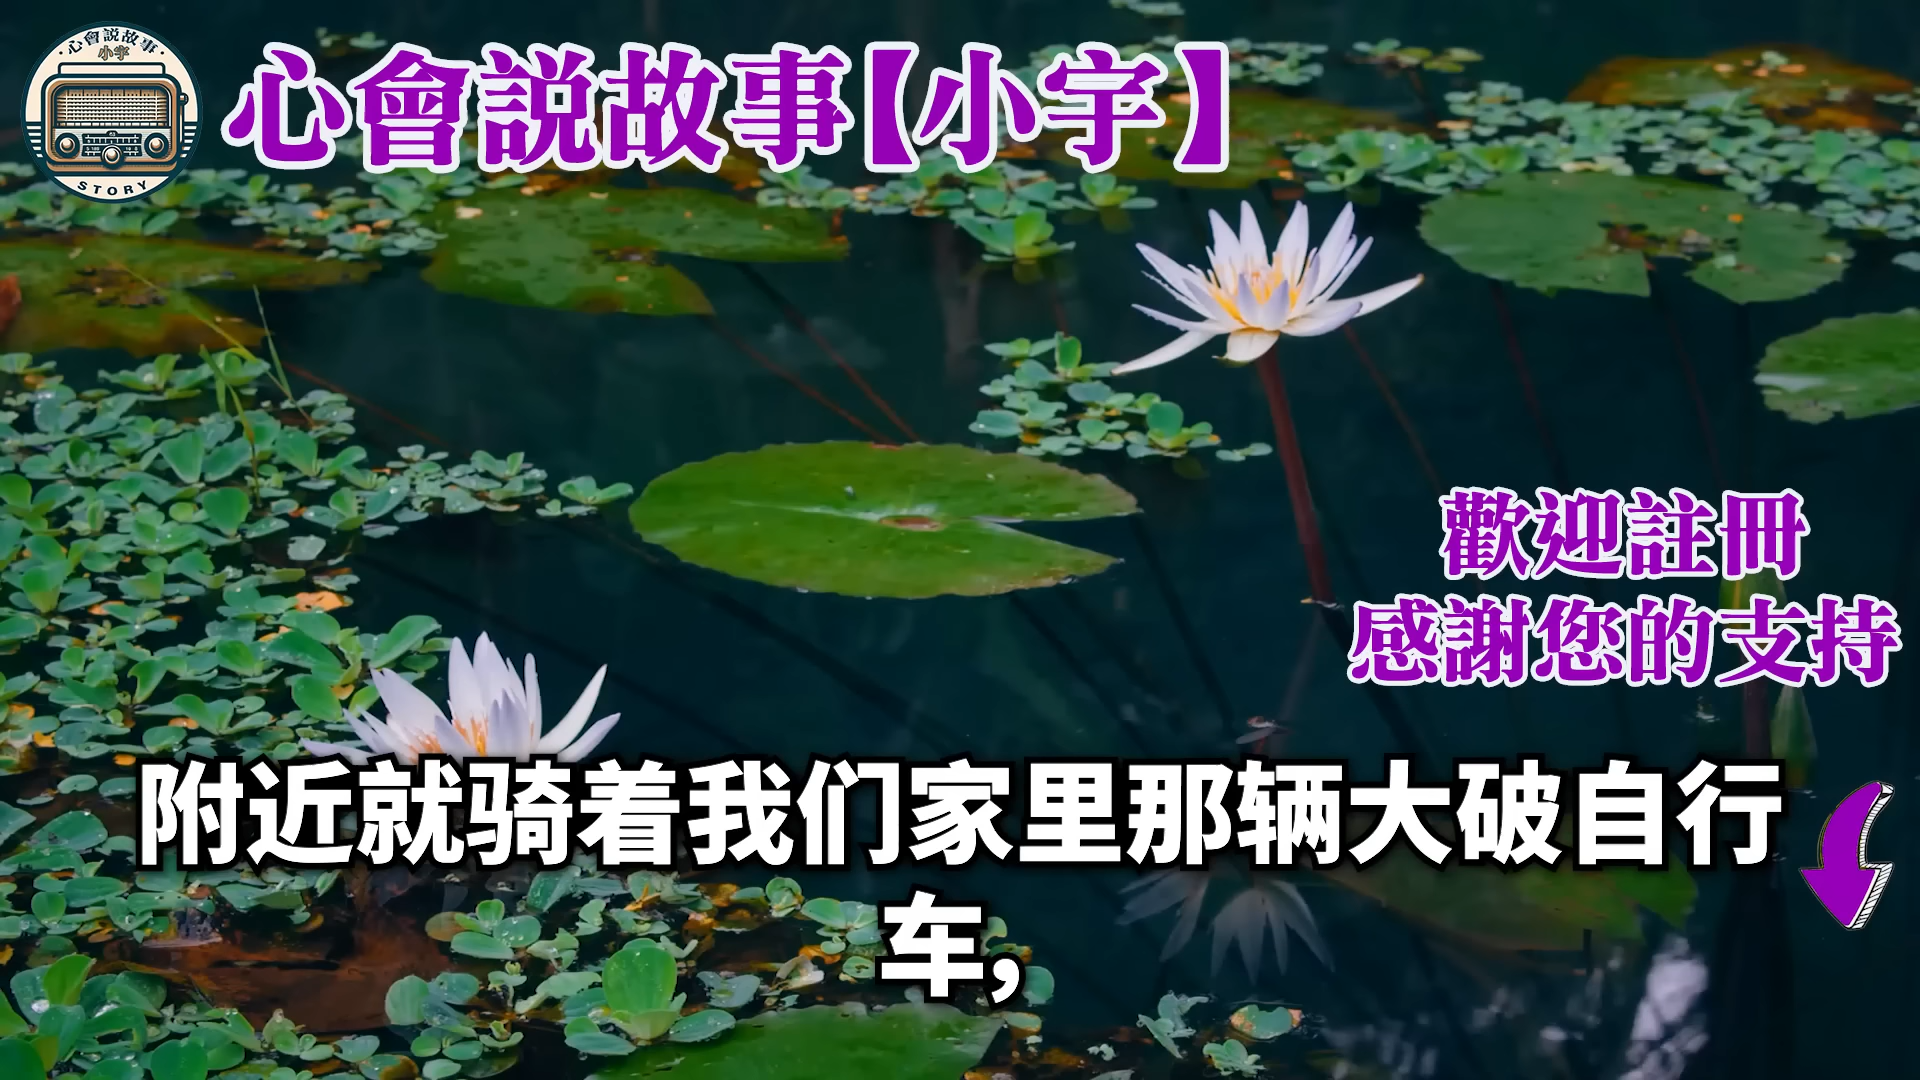 心會説故事
小宇
STORY
心會説故事【小宇】
歡迎註冊
感謝您的支持
附近就骑着我们家里那辆大破自行
车,